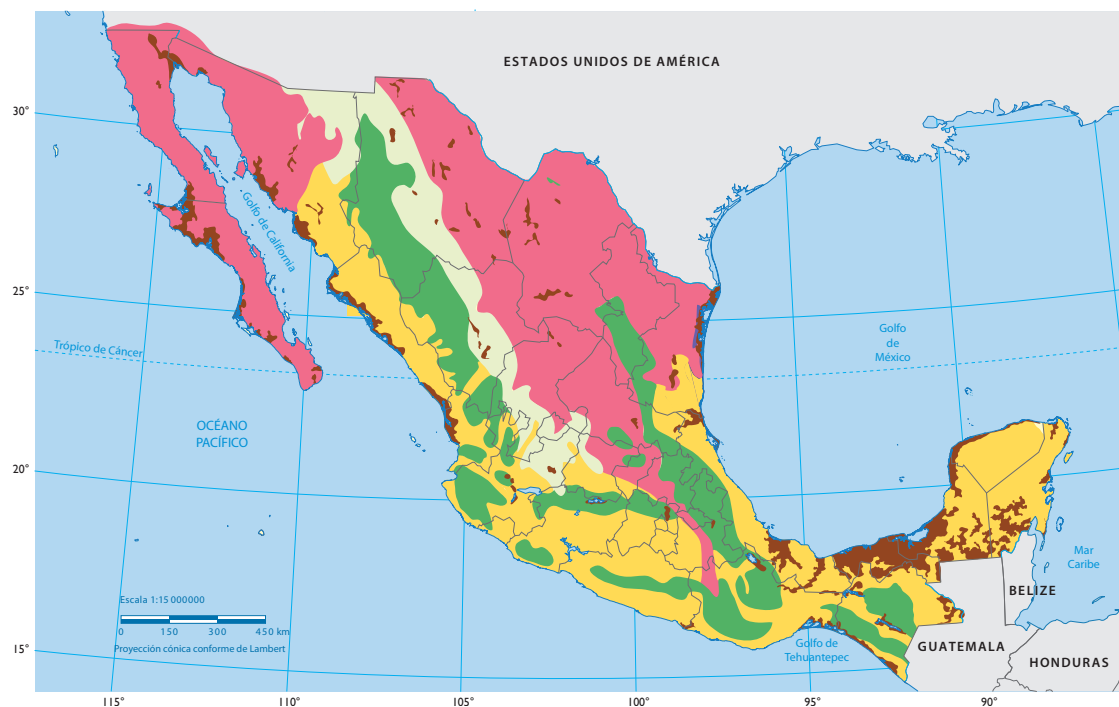 ESTADOS UNIDOS DE AMÉRICA
30°
Golfo de
California
25°
Golfo
de
México
Trópico de Cáncer
OCÉANO
PACÍFICO
20°
Mar
Caribe
BELIZE
Escala 1:15 000000
0 150 300 450 km
Proyección cónica conforme de Lambert
Golfo de
Tehuantepec
GUATEMALA
15°
HONDURAS
115° 110° 105° 100° 95° 90°